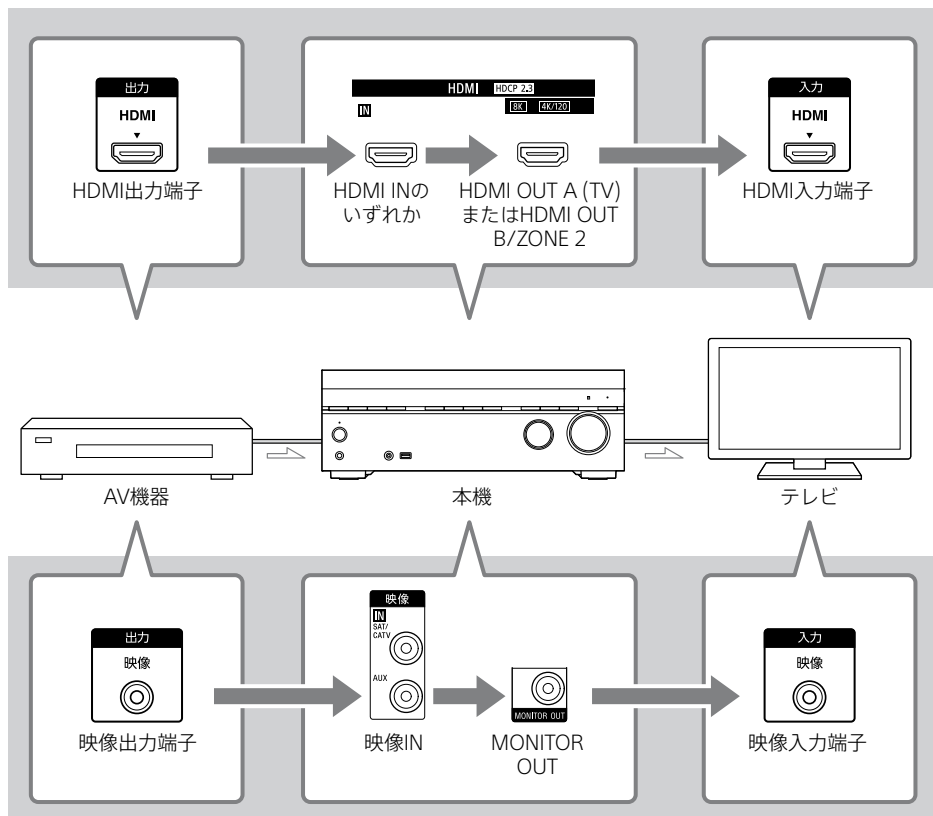 出力
HDMI
HDMI出力端子
HDMI HDCP 2.3
IN
8K 4K/120
HDMI INの
いずれか
HDMI OUT A (TV)
またはHDMI OUT
B/ZONE 2
入力
HDMI
HDMI入力端子
AV機器
本機
テレビ
出力
映像
映像出力端子
映像
IN
SAT/
CATV
AUX
映像IN
MONITOR OUT
MONITOR
OUT
入力
映像
映像入力端子